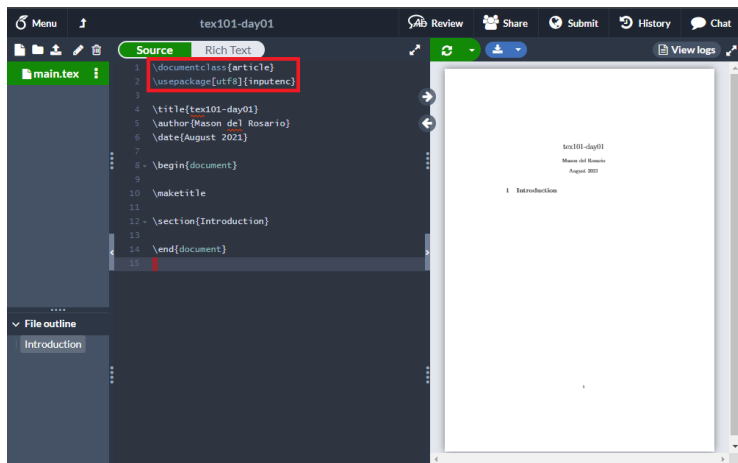 Menu
tex101-day01
Review
Share
Submit
History
Chat
Source
Rich Text
View logs
main.tex
1 \documentclass{article}
2 \usepackage[utf8]{inputenc}
3
4 \title{tex101-day01}
5 \author{Mason del Rosario}
6 \date{August 2021}
7
8 \begin{document}
9
10 \maketitle
11
12 \section{Introduction}
13
14 \end{document}
15
File outline
Introduction
tex101-day01
Mason del Rosario
August 2021
1 Introduction
1